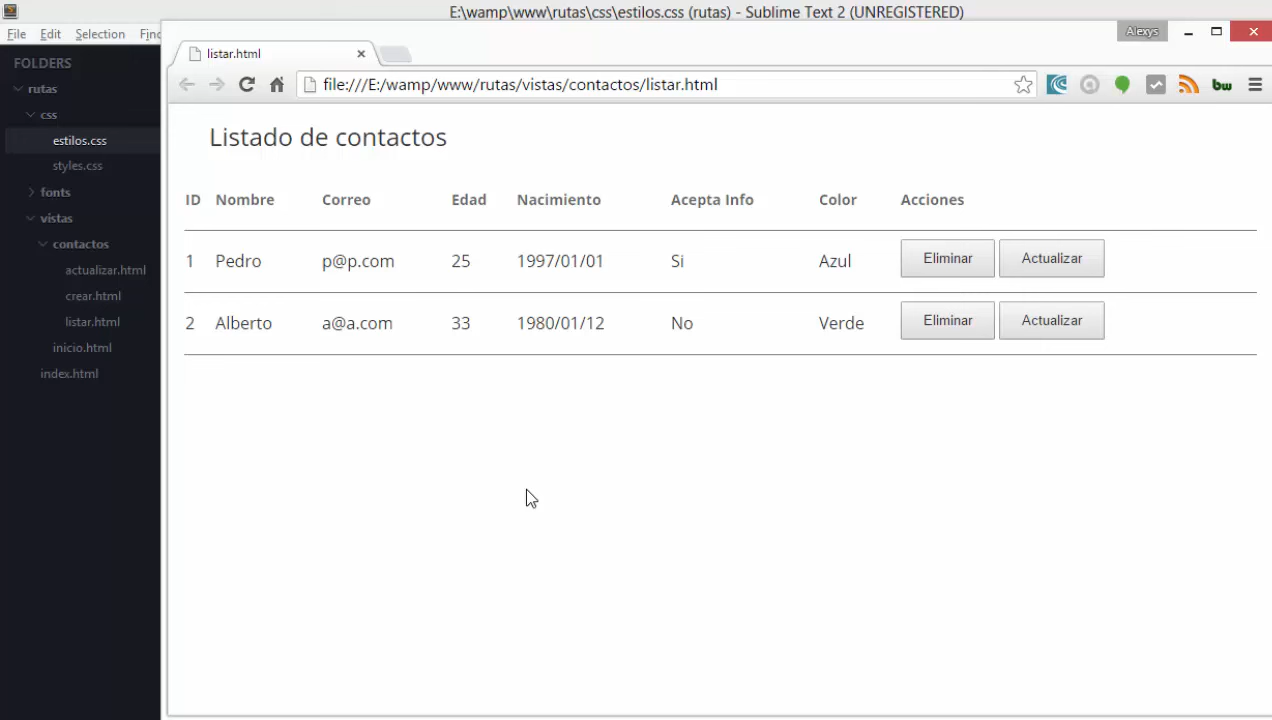 E:\wamp\www\rutas\css\estilos.css (rutas) - Sublime Text 2 (UNREGISTERED)
File Edit Selection Find
Alexys
listar.html
file:///E:/wamp/www/rutas/vistas/contactos/listar.html
bw
FOLDERS
rutas
css
estilos.css
styles.css
fonts
vistas
contactos
actualizar.html
crear.html
listar.html
inicio.html
index.html
Listado de contactos
ID Nombre Correo Edad Nacimiento Acepta Info Color Acciones
1 Pedro p@p.com 25 1997/01/01 Si Azul Eliminar Actualizar
2 Alberto a@a.com 33 1980/01/12 No Verde Eliminar Actualizar